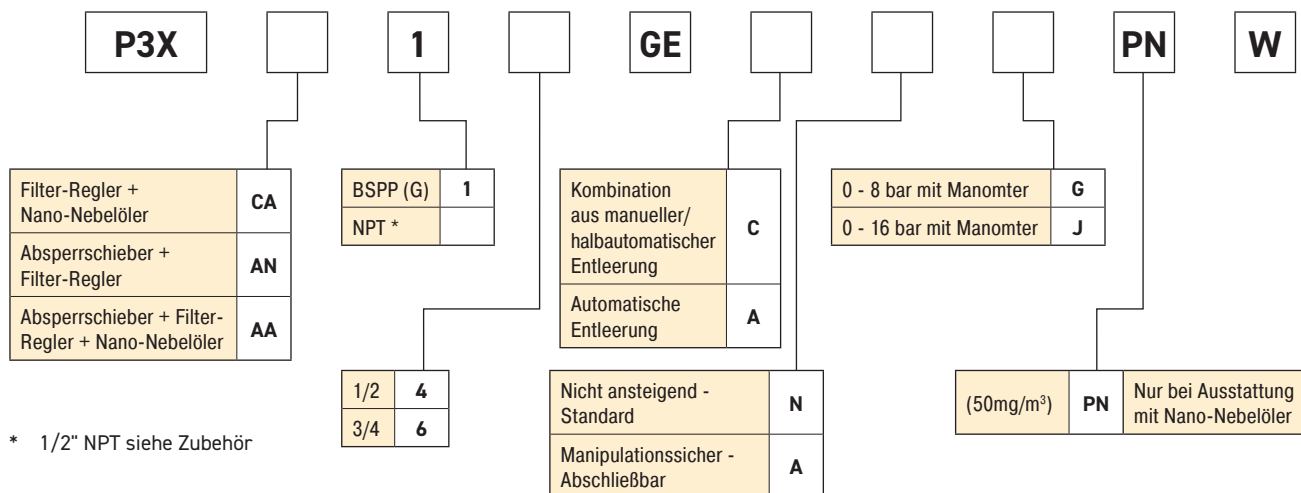 P3X 1 GE PN W
Filter-Regler +
Nano-Nebelöler
CA
Absperrschieber +
Filter-Regler
AN
Absperrschieber + Filter-
Regler + Nano-Nebelöler
AA
BSPP (G) 1
NPT *
1/2 4
3/4 6
Kombination
aus manueller/
halbautomatischer
Entleerung
C
Automatische
Entleerung
A
Nicht ansteigend -
Standard
N
Manipulationssicher -
Abschließbar
A
0 - 8 bar mit Manomter G
0 - 16 bar mit Manomter J
(50mg/m³) PN
Nur bei Ausstattung
mit Nano-Nebelöler
* 1/2" NPT siehe Zubehör